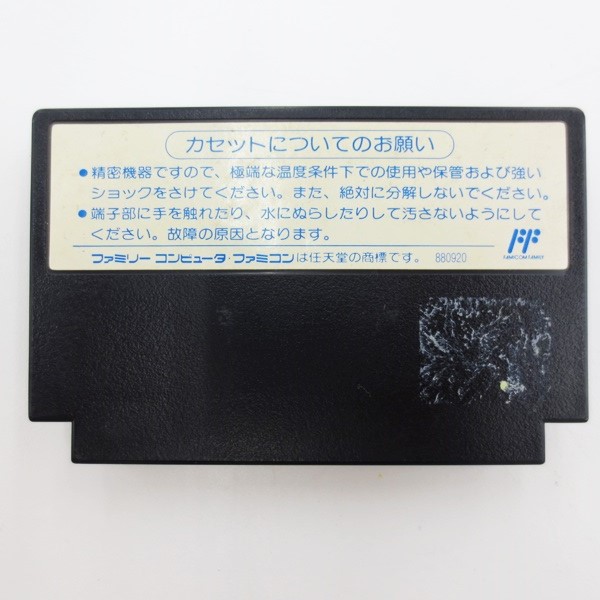 カセットについてのお願い
●精密機器ですので、極端な温度条件下での使用や保管および強い
ショックをさけてください。また、絶対に分解しないでください。
●端子部に手を触れたり、水にぬらしたりして汚さないようにして
ください。故障の原因となります。
ファミリー コンピュータ・ファミコンは任天堂の商標です。 880920
FF
FAMICOM FAMILY